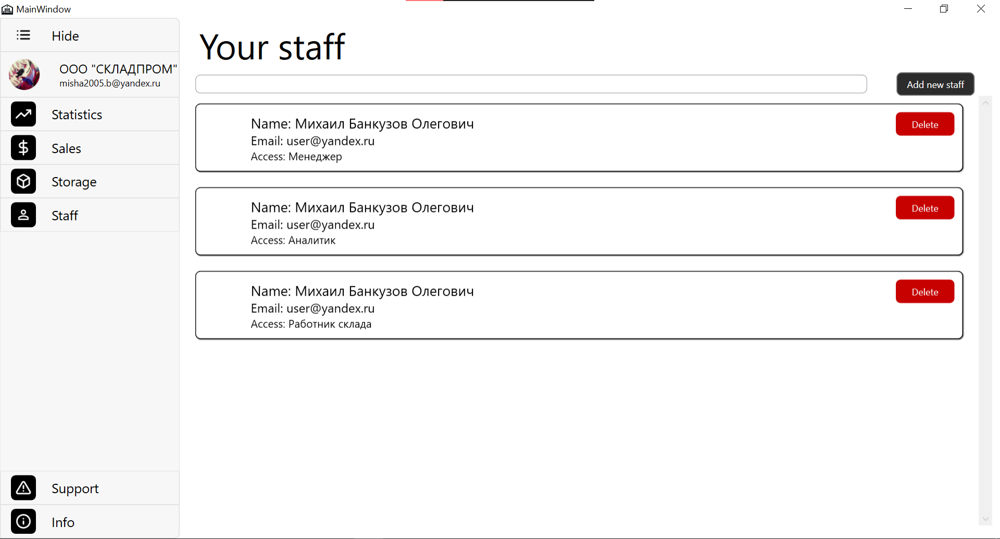 MainWindow
Hide
ООО "СКЛАДПРОМ"
misha2005.b@yandex.ru
Statistics
Sales
Storage
Staff
Support
Info
Your staff
Add new staff
Name: Михаил Банкузов Олегович
Delete
Email: user@yandex.ru
Access: Менеджер
Name: Михаил Банкузов Олегович
Delete
Email: user@yandex.ru
Access: Аналитик
Name: Михаил Банкузов Олегович
Delete
Email: user@yandex.ru
Access: Работник склада